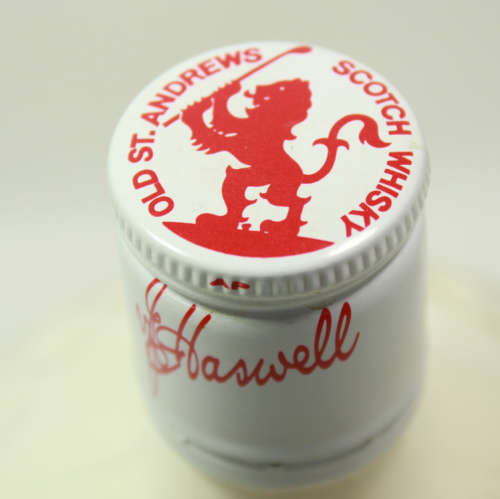 OLD ST. ANDREWS
SCOTCH WHISKY
Haswell